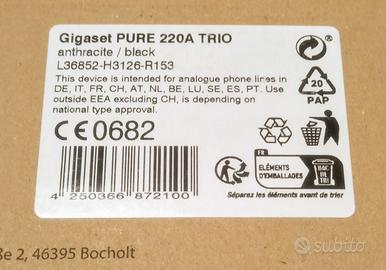 Gigaset PURE 220A TRIO
anthracite / black
L36852-H3126-R153
This device is intended for analogue phone lines in
DE, IT, FR, CH, AT, NL, BE, LU, SE, ES, PT. Use
outside EEA excluding CH, is depending on
national type approval.
CE0682
4 250366 872100
20
PAP
FR
ÉLÉMENTS
D'EMBALLAGES
BAC
DE
TRI
Séparez les éléments avant de trier
2, 46395 Bocholt
subito